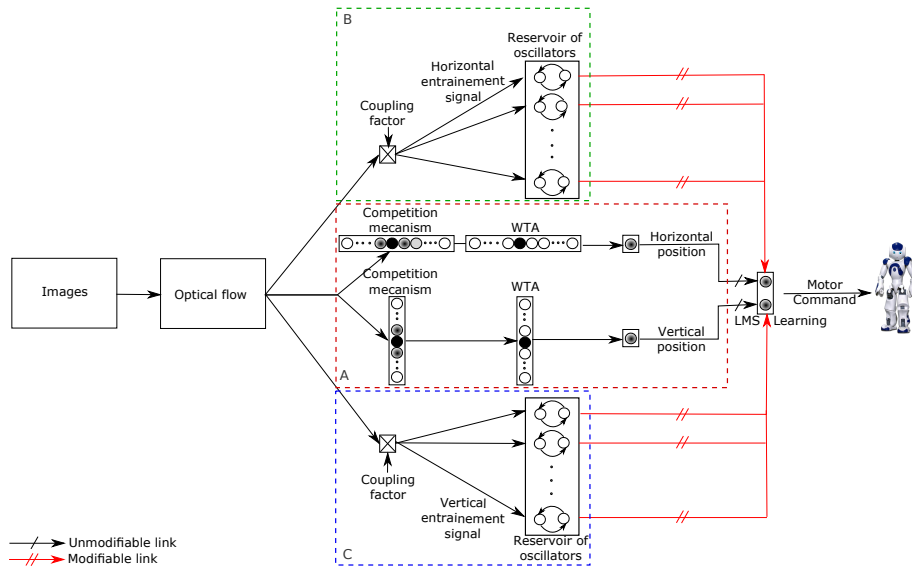 B
Reservoir of
oscillators
Horizontal
entrainement
signal
Coupling
factor
Competition
mecanism
WTA
Horizontal
position
Images
Optical flow
Competition
mecanism
WTA
Motor
Command
LMS Learning
Vertical
position
A
Coupling
factor
Vertical
entrainement
signal
Reservoir of
oscillators
C
Unmodifiable link
Modifiable link